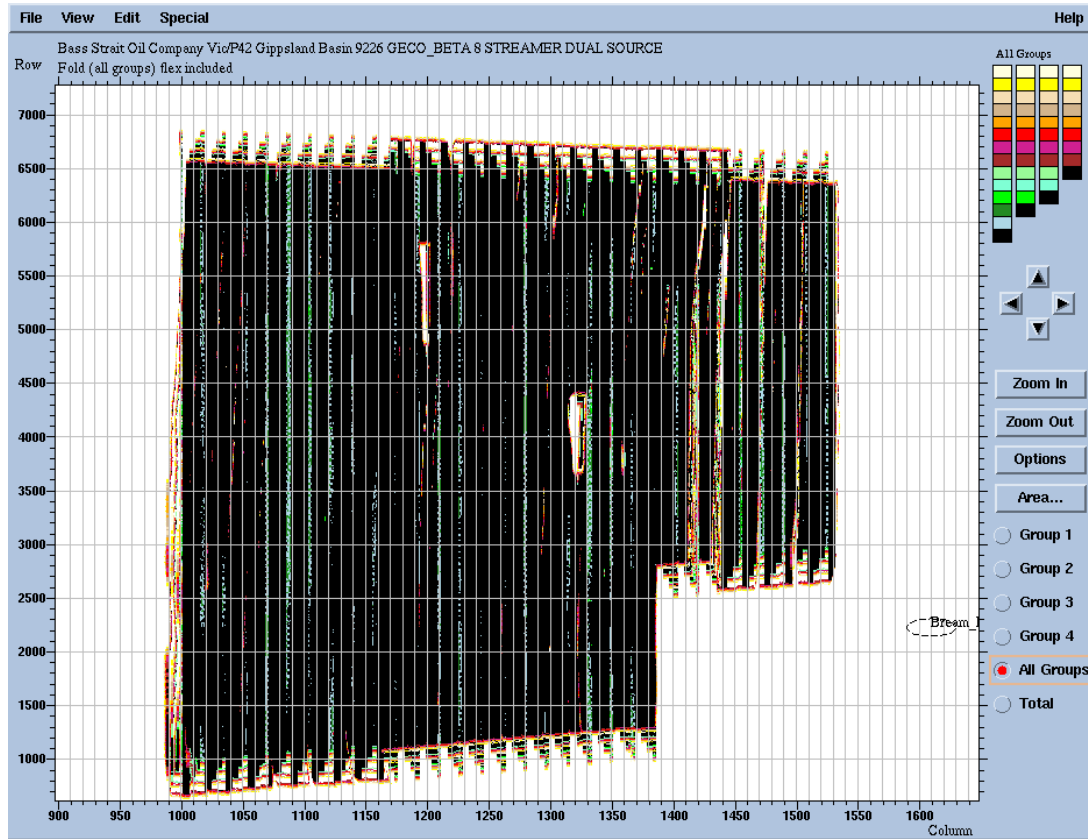 File View Edit Special Help
Bass Strait Oil Company Vic/P42 Gippsland Basin 9226 GECO_BETA 8 STREAMER DUAL SOURCE
Row
Fold (all groups) flex included
All Groups
7000
6500
6000
5500
5000
4500
4000
3500
3000
2500
2000
1500
1000
900 950 1000 1050 1100 1150 1200 1250 1300 1350 1400 1450 1500 1550 1600
Column
Bream_
Zoom In
Zoom Out
Options
Area...
Group 1
Group 2
Group 3
Group 4
All Groups
Total